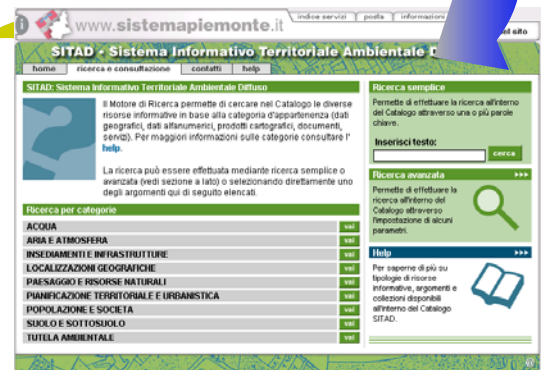 www.sistemapiemonte.it
indice servizi | posta | informazioni
el sito
SITAD - Sistema Informativo Territoriale Ambientale D
home
ricerca e consultazione
contatti
help
SITAD: Sistema Informativo Territoriale Ambientale Diffuso
Il Motore di Ricerca permette di cercare nel Catalogo le diverse
risorse informative in base alla categoria d'appartenenza (dati
geografici, dati alfanumerici, prodotti cartografici, documenti,
servizi). Per maggiori informazioni sulle categorie consultare l'
help.
La ricerca può essere effettuata mediante ricerca semplice o
avanzata (vedi sezione a lato) o selezionando direttamente uno
degli argomenti qui di seguito elencati.
Ricerca per categorie
ACQUA vai
ARIA E ATMOSFERA vai
INSEDIAMENTI E INFRASTRUTTURE vai
LOCALIZZAZIONI GEOGRAFICHE vai
PAESAGGIO E RISORSE NATURALI vai
PIANIFICAZIONE TERRITORIALE E URBANISTICA vai
POPOLAZIONE E SOCIETA vai
SUOLO E SOTTOSUOLO vai
TUTELA AMBIENTALE vai
Ricerca semplice
Permette di effettuare la ricerca all'interno
del Catalogo attraverso una o più parole
chiave.
Inserisci testo:
cerca
Ricerca avanzata
Permette di effettuare la
ricerca all'interno del
Catalogo attraverso
l'impostazione di alcuni
parametri.
Help
Per saperne di più su
tipologie di risorse
informative, argomenti e
collezioni disponibili
all'interno del Catalogo
SITAD.